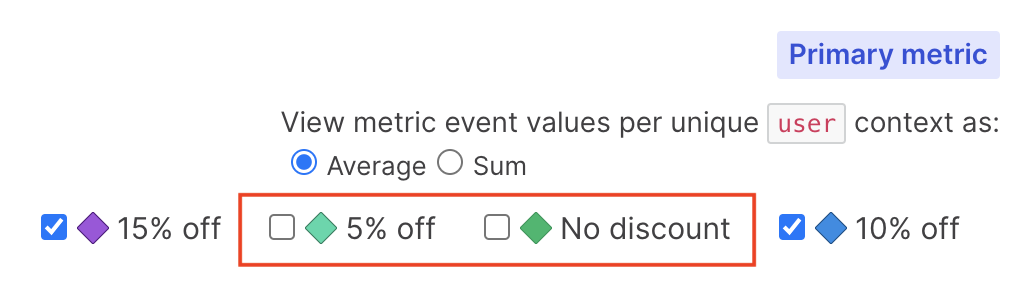 Primary metric
View metric event values per unique user context as:
Average Sum
15% off 5% off No discount 10% off